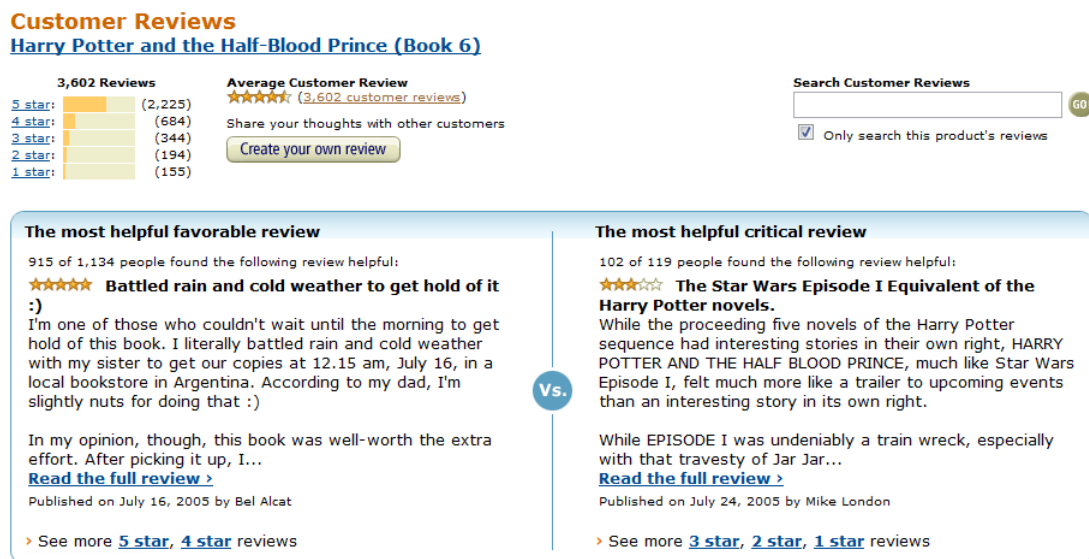 Customer Reviews
Harry Potter and the Half-Blood Prince (Book 6)
3,602 Reviews
5 star: (2,225)
4 star: (684)
3 star: (344)
2 star: (194)
1 star: (155)
Average Customer Review
(3,602 customer reviews)
Share your thoughts with other customers
Create your own review
Search Customer Reviews
GO
Only search this product's reviews
The most helpful favorable review
915 of 1,134 people found the following review helpful:
Battled rain and cold weather to get hold of it
:)
I'm one of those who couldn't wait until the morning to get
hold of this book. I literally battled rain and cold weather
with my sister to get our copies at 12.15 am, July 16, in a
local bookstore in Argentina. According to my dad, I'm
slightly nuts for doing that :)
In my opinion, though, this book was well-worth the extra
effort. After picking it up, I...
Read the full review ›
Published on July 16, 2005 by Bel Alcat
› See more 5 star, 4 star reviews
Vs.
The most helpful critical review
102 of 119 people found the following review helpful:
The Star Wars Episode I Equivalent of the
Harry Potter novels.
While the proceeding five novels of the Harry Potter
sequence had interesting stories in their own right, HARRY
POTTER AND THE HALF BLOOD PRINCE, much like Star Wars
Episode I, felt much more like a trailer to upcoming events
than an interesting story in its own right.
While EPISODE I was undeniably a train wreck, especially
with that travesty of Jar Jar...
Read the full review ›
Published on July 24, 2005 by Mike London
› See more 3 star, 2 star, 1 star reviews